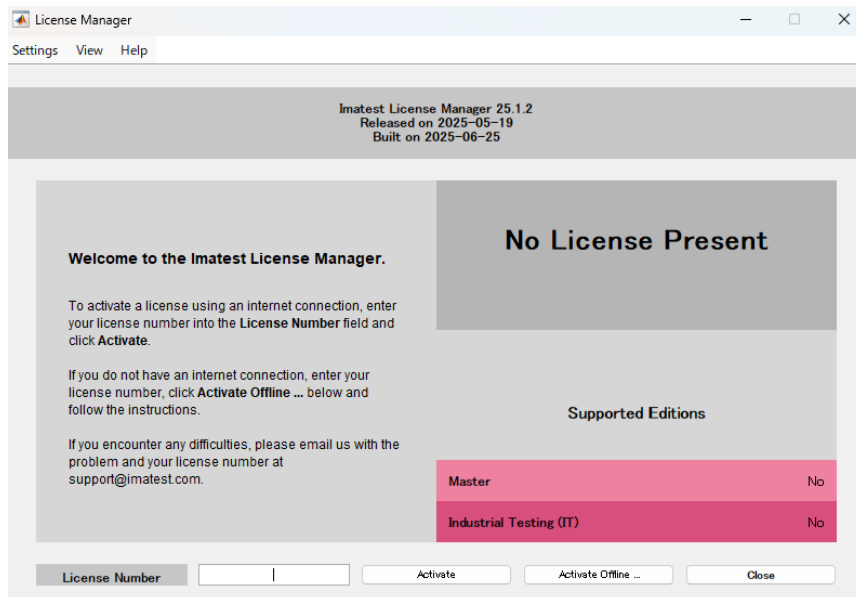 License Manager
Settings View Help
Imatest License Manager 25.1.2
Released on 2025-05-19
Built on 2025-06-25
Welcome to the Imatest License Manager.
To activate a license using an internet connection, enter
your license number into the License Number field and
click Activate.
If you do not have an internet connection, enter your
license number, click Activate Offline ... below and
follow the instructions.
If you encounter any difficulties, please email us with the
problem and your license number at
support@imatest.com.
No License Present
Supported Editions
Master No
Industrial Testing (IT) No
License Number Activate Activate Offline ... Close